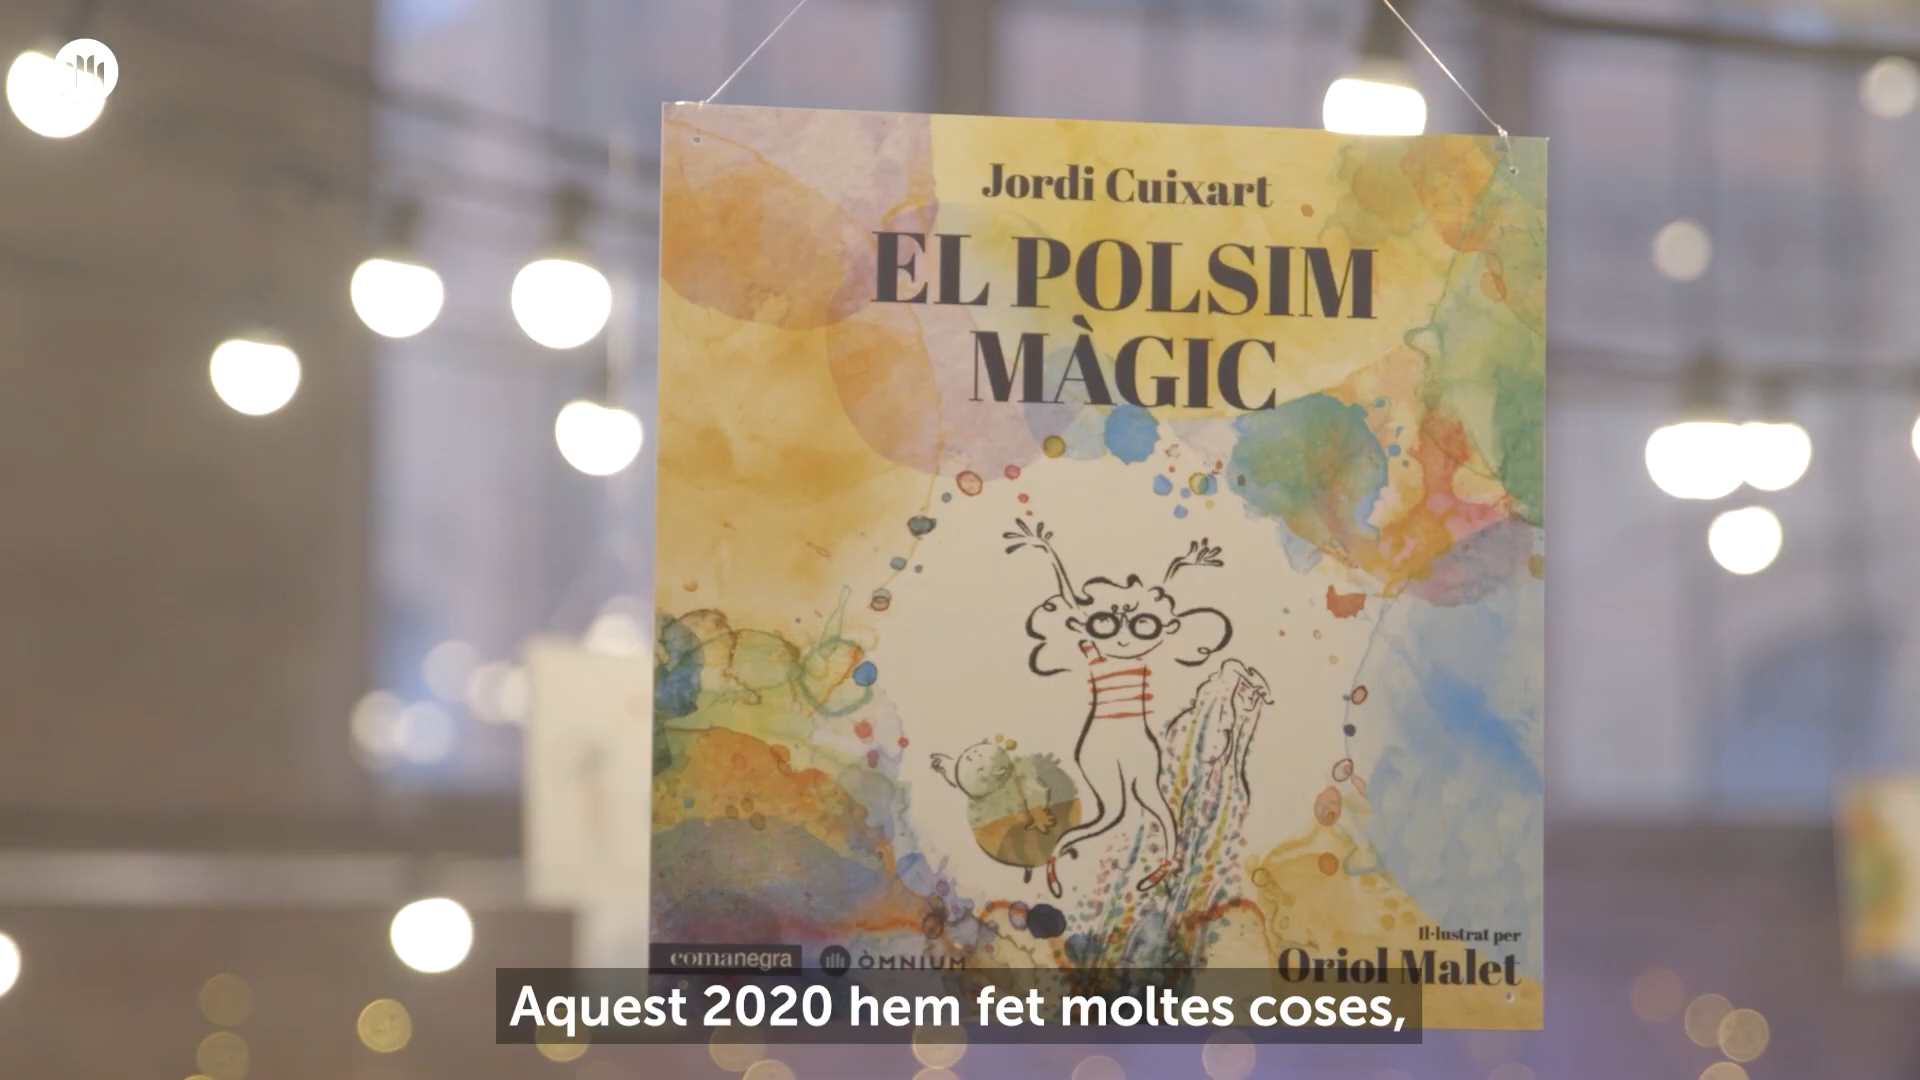 Jordi Cuixart
EL POLSIM
MÀGIC
Il·lustrat per
Oriol Malet
comanegra
ÒMNIUM
Aquest 2020 hem fet moltes coses,